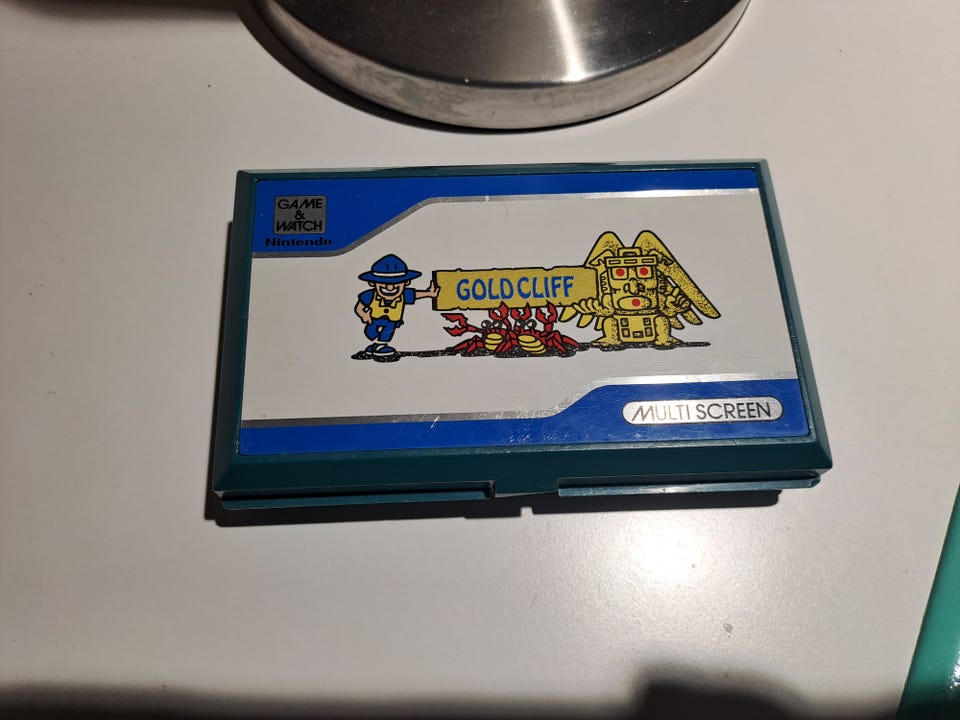 GAME
&
WATCH
Nintendo
GOLD CLIFF
MULTI SCREEN